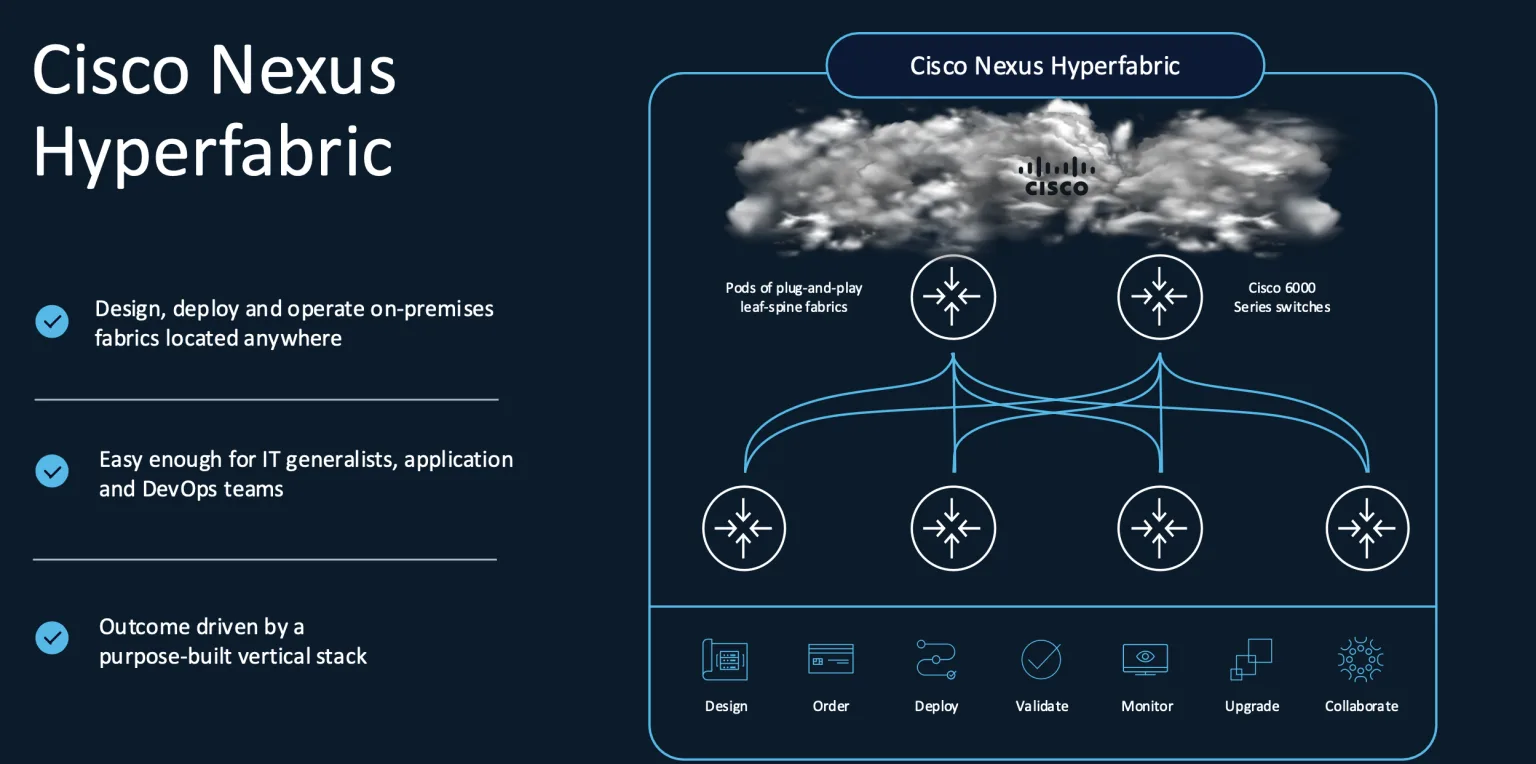 Cisco Nexus
Hyperfabric
Design, deploy and operate on-premises
fabrics located anywhere
Easy enough for IT generalists, application
and DevOps teams
Outcome driven by a
purpose-built vertical stack
Cisco Nexus Hyperfabric
CISCO
Pods of plug-and-play
leaf-spine fabrics
Cisco 6000
Series switches
Design
Order
Deploy
Validate
Monitor
Upgrade
Collaborate